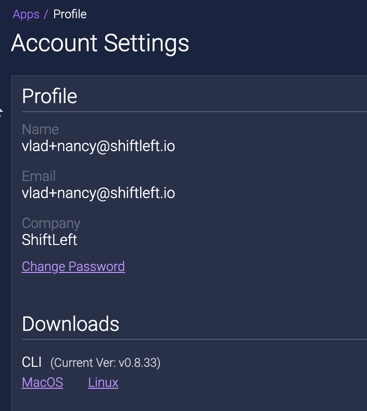 Apps / Profile
Account Settings
Profile
Name
vlad+nancy@shiftleft.io
Email
vlad+nancy@shiftleft.io
Company
ShiftLeft
Change Password
Downloads
CLI (Current Ver: v0.8.33)
MacOS Linux